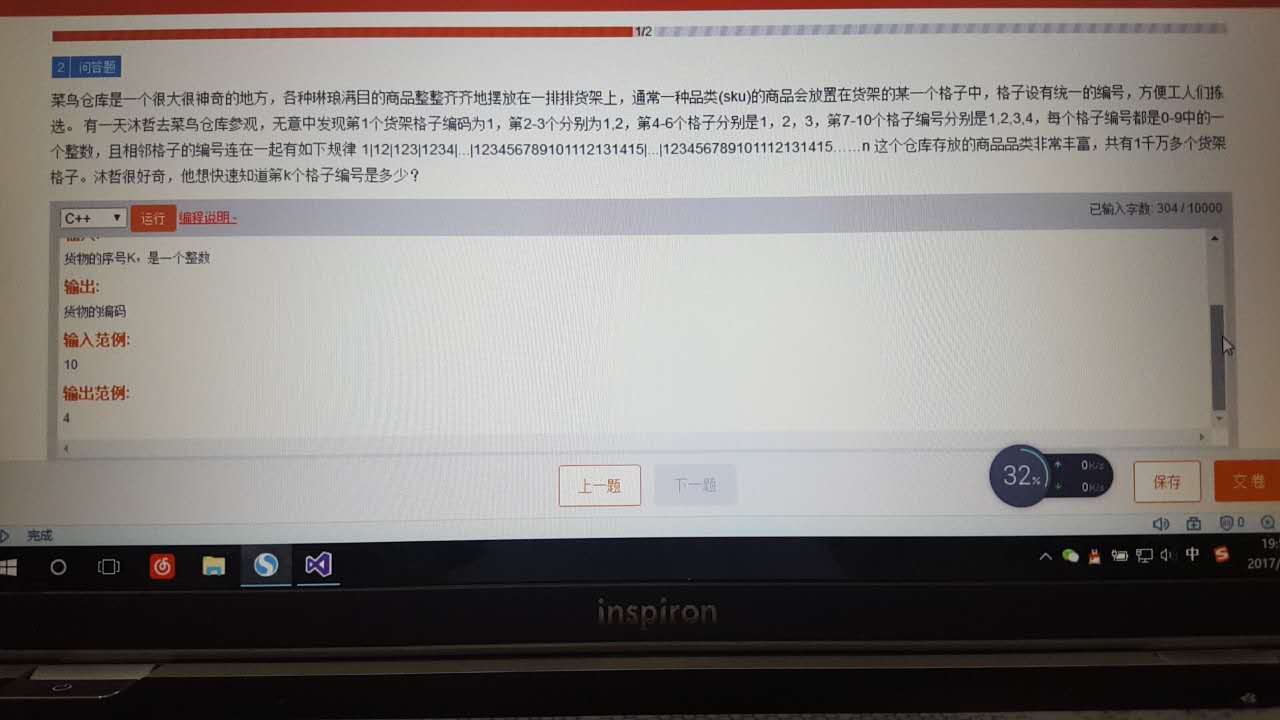 1/2
2 问答题
菜鸟仓库是一个很大很神奇的地方，各种琳琅满目的商品整整齐齐地摆放在一排排货架上，通常一种品类(sku)的商品会放置在货架的某一个格子中，格子设有统一的编号，方便工人们拣
选。 有一天沐哲去菜鸟仓库参观，无意中发现第1个货架格子编码为1，第2-3个分别为1,2，第4-6个格子分别是1，2，3，第7-10个格子编号分别是1,2,3,4，每个格子编号都是0-9中的一
个整数，且相邻格子的编号连在一起有如下规律 1|12|123|1234|...|123456789101112131415|...|123456789101112131415……n 这个仓库存放的商品品类非常丰富，共有1千万多个货架
格子。沐哲很好奇，他想快速知道第k个格子编号是多少？
C++ ▼ 运行 编程说明- 已输入字数: 304 / 10000
货物的序号K，是一个整数
输出:
货物的编码
输入范例:
10
输出范例:
4
上一题 下一题 32% 0K/s 0K/s 保存 交卷
完成 0
中 19:
2017/
inspiron